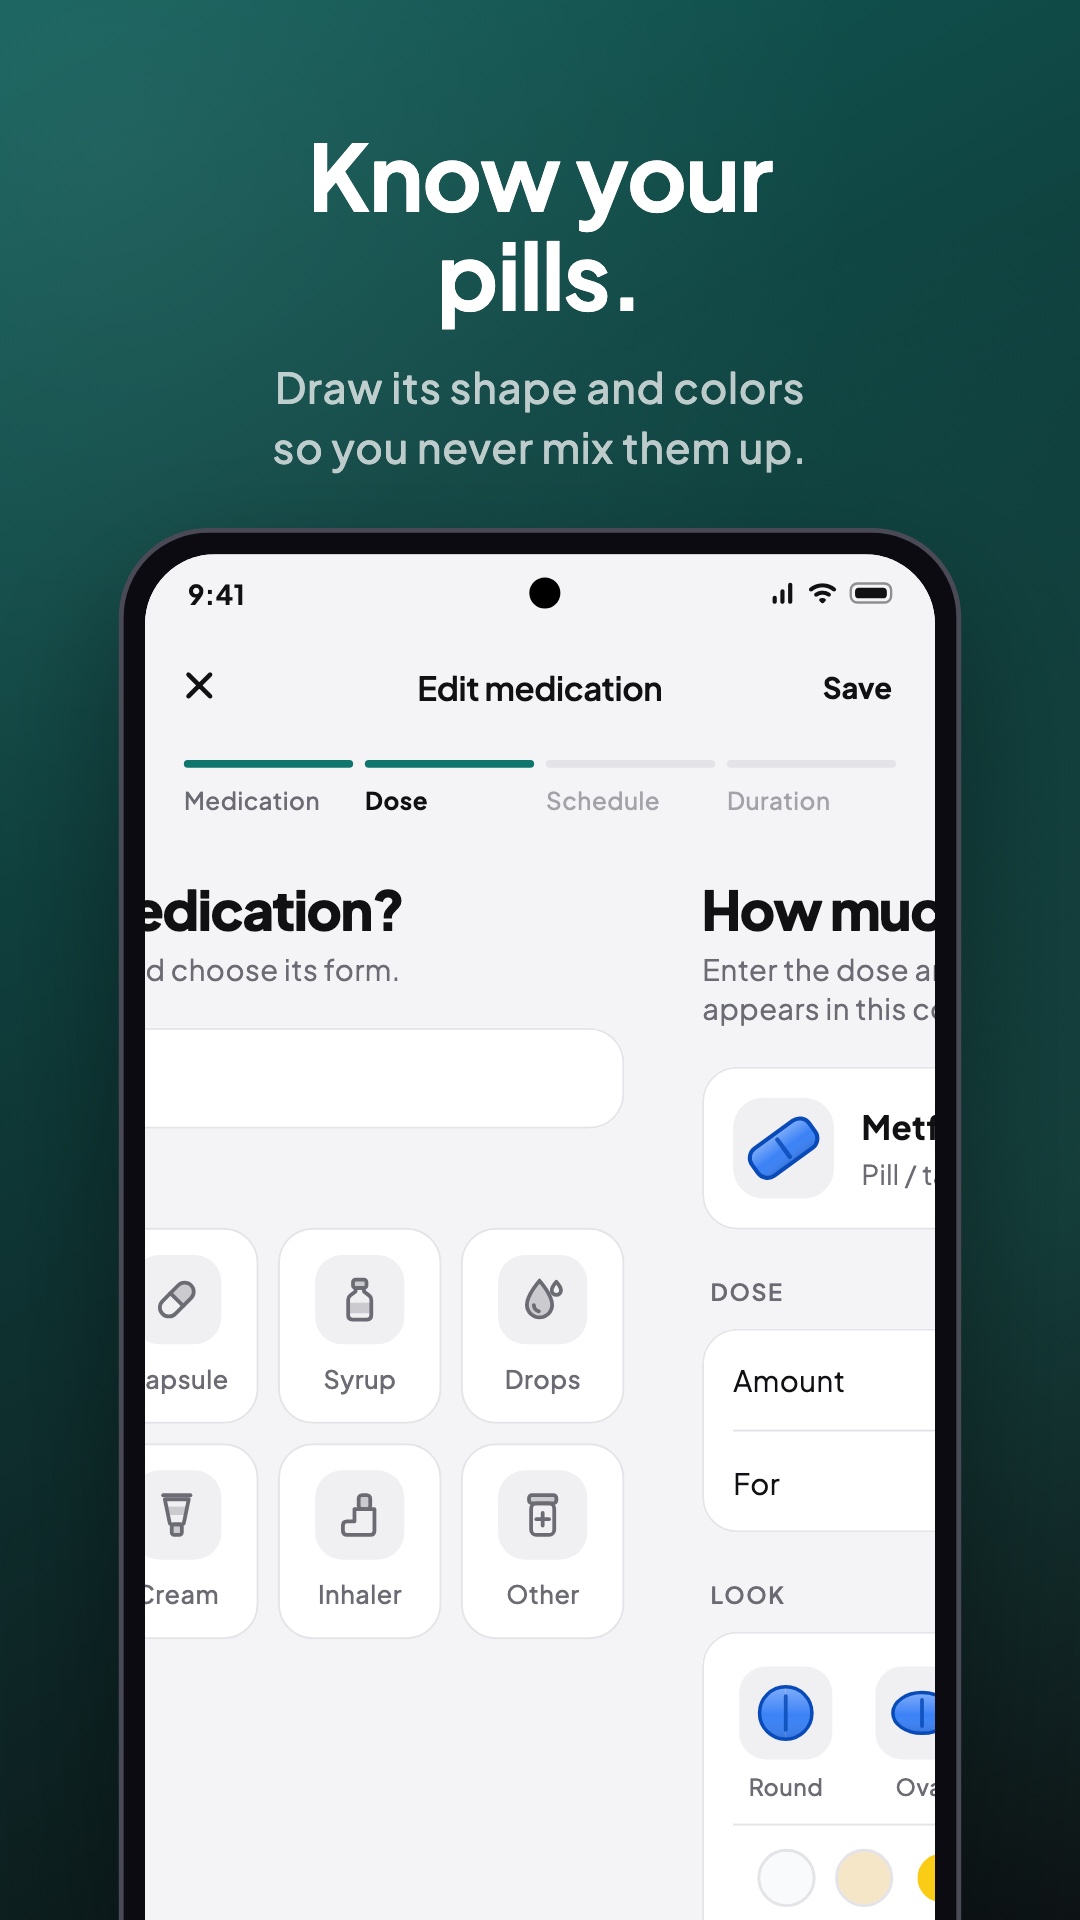 Know your
pills.
Draw its shape and colors
so you never mix them up.
9:41
Edit medication
Save
Medication
Dose
Schedule
Duration
edication?
d choose its form.
How muc
Enter the dose a
appears in this c
Metf
Pill / t
DOSE
Amount
For
apsule
Syrup
Drops
Cream
Inhaler
Other
LOOK
Round
Ova